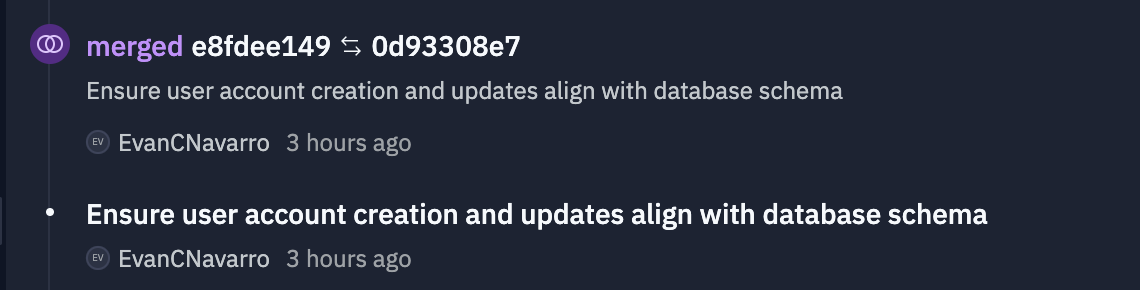 merged e8fdee149 ⇆ 0d93308e7
Ensure user account creation and updates align with database schema
EV EvanCNavarro 3 hours ago
Ensure user account creation and updates align with database schema
EV EvanCNavarro 3 hours ago